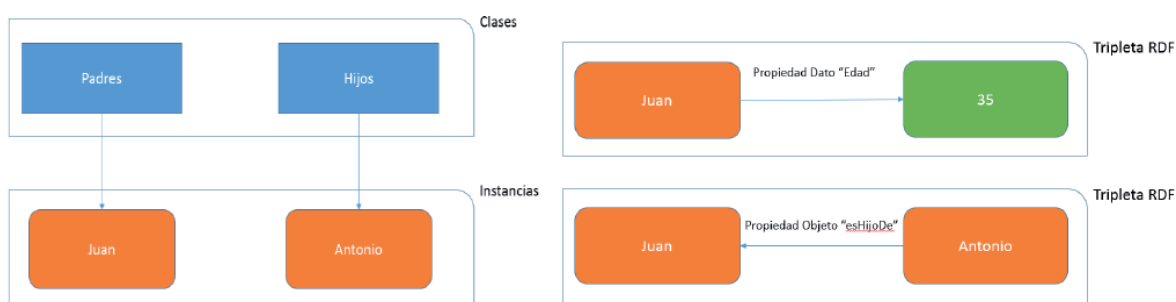 Clases
Padres
Hijos
Instancias
Juan
Antonio
Tripleta RDF
Propiedad Dato "Edad"
Juan
35
Tripleta RDF
Propiedad Objeto "esHijoDe"
Juan
Antonio